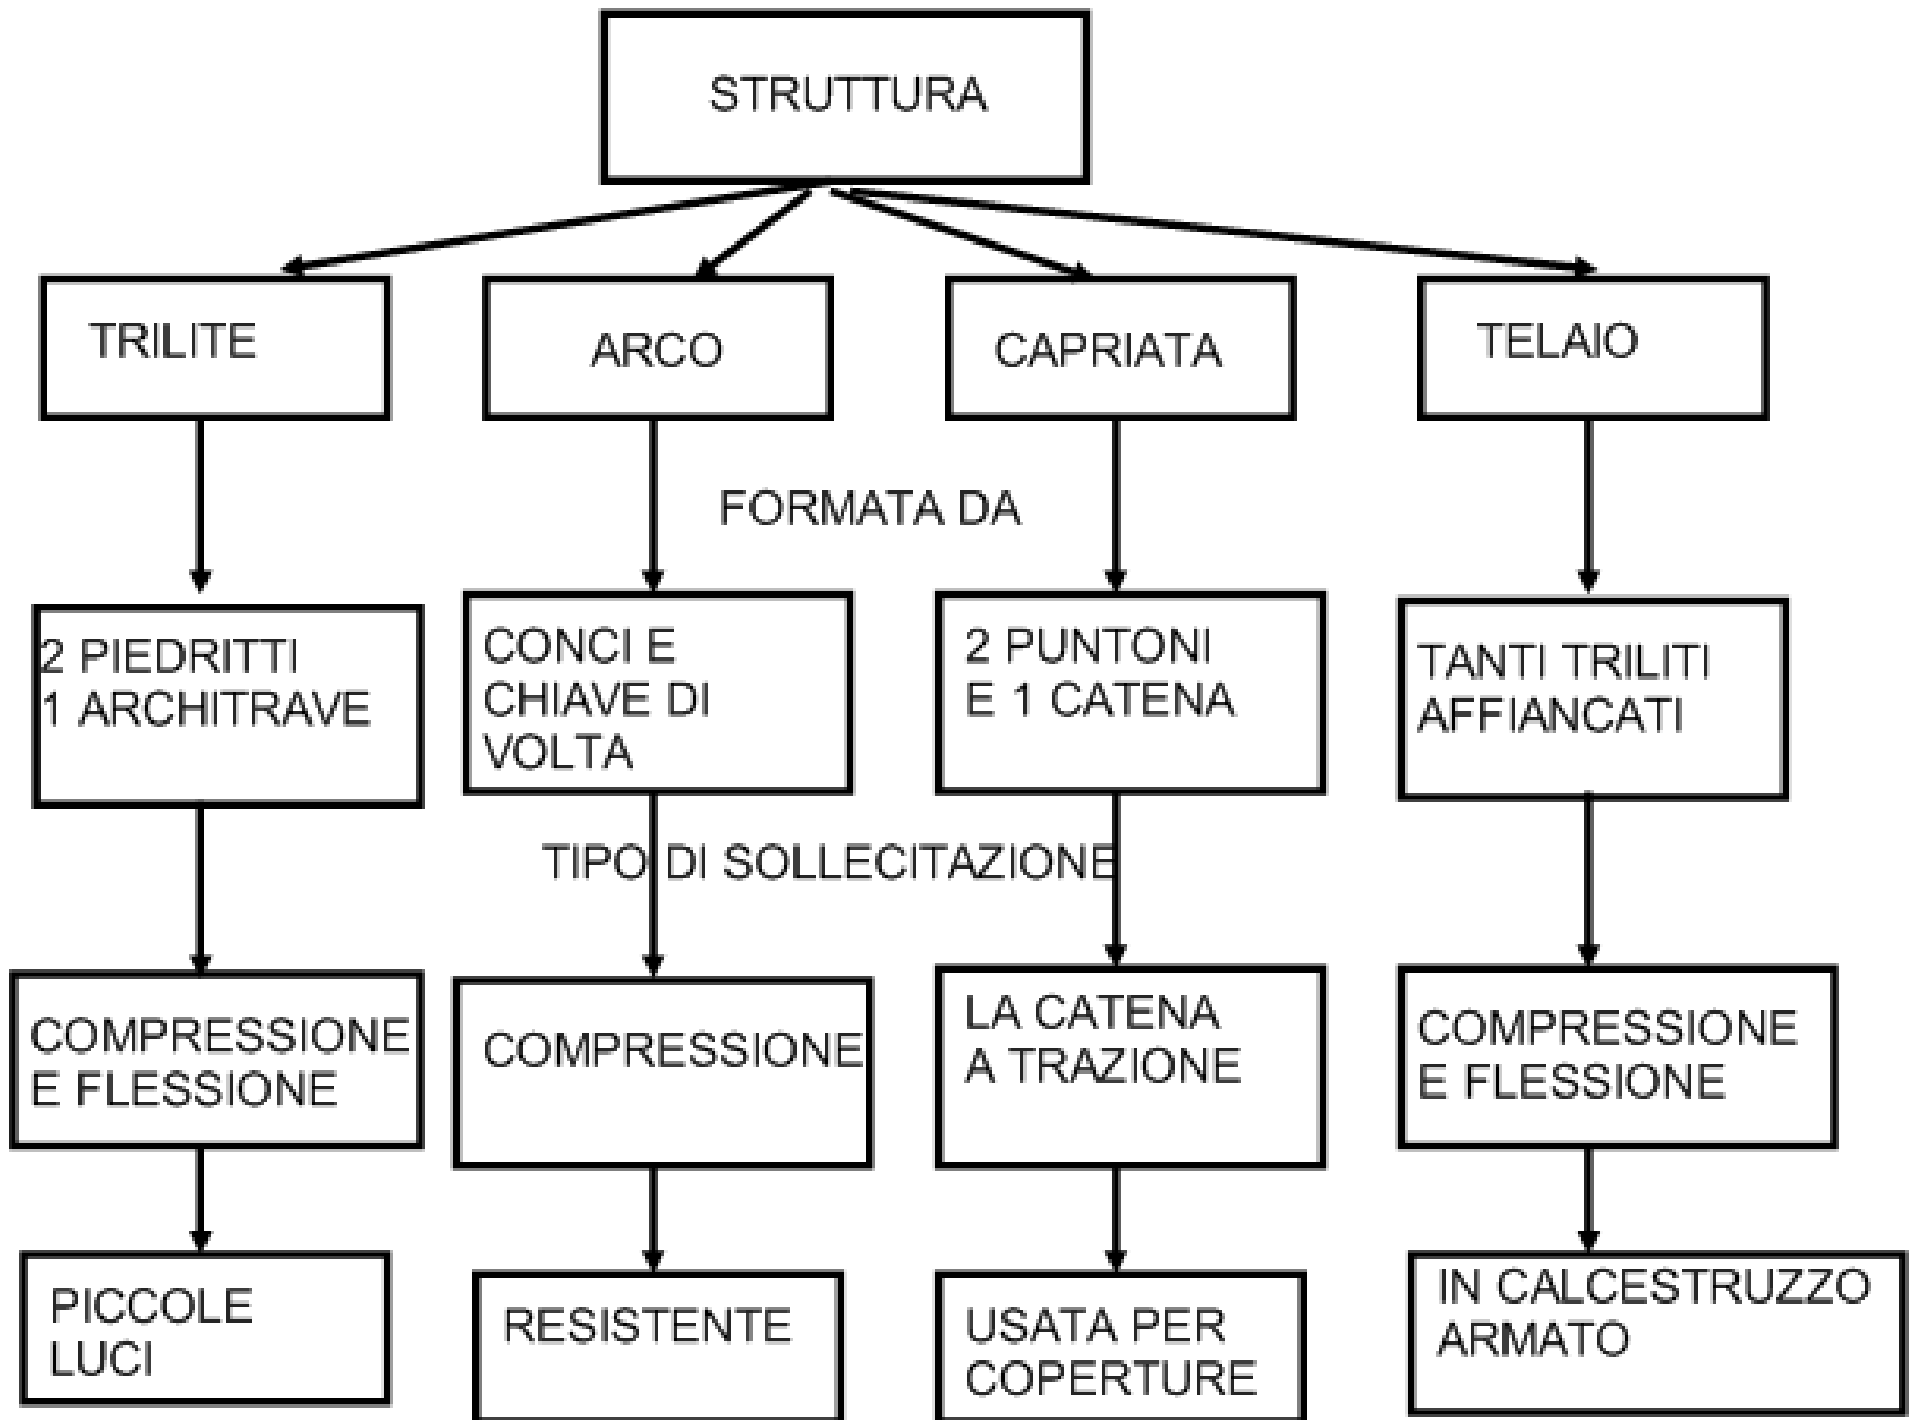 STRUTTURA
TRILITE
ARCO
CAPRIATA
TELAIO
FORMATA DA
2 PIEDRITTI
1 ARCHITRAVE
CONCI E
CHIAVE DI
VOLTA
2 PUNTONI
E 1 CATENA
TANTI TRILITI
AFFIANCATI
TIPO DI SOLLECITAZIONE
COMPRESSIONE
E FLESSIONE
COMPRESSIONE
LA CATENA
A TRAZIONE
COMPRESSIONE
E FLESSIONE
PICCOLE
LUCI
RESISTENTE
USATA PER
COPERTURE
IN CALCESTRUZZO
ARMATO